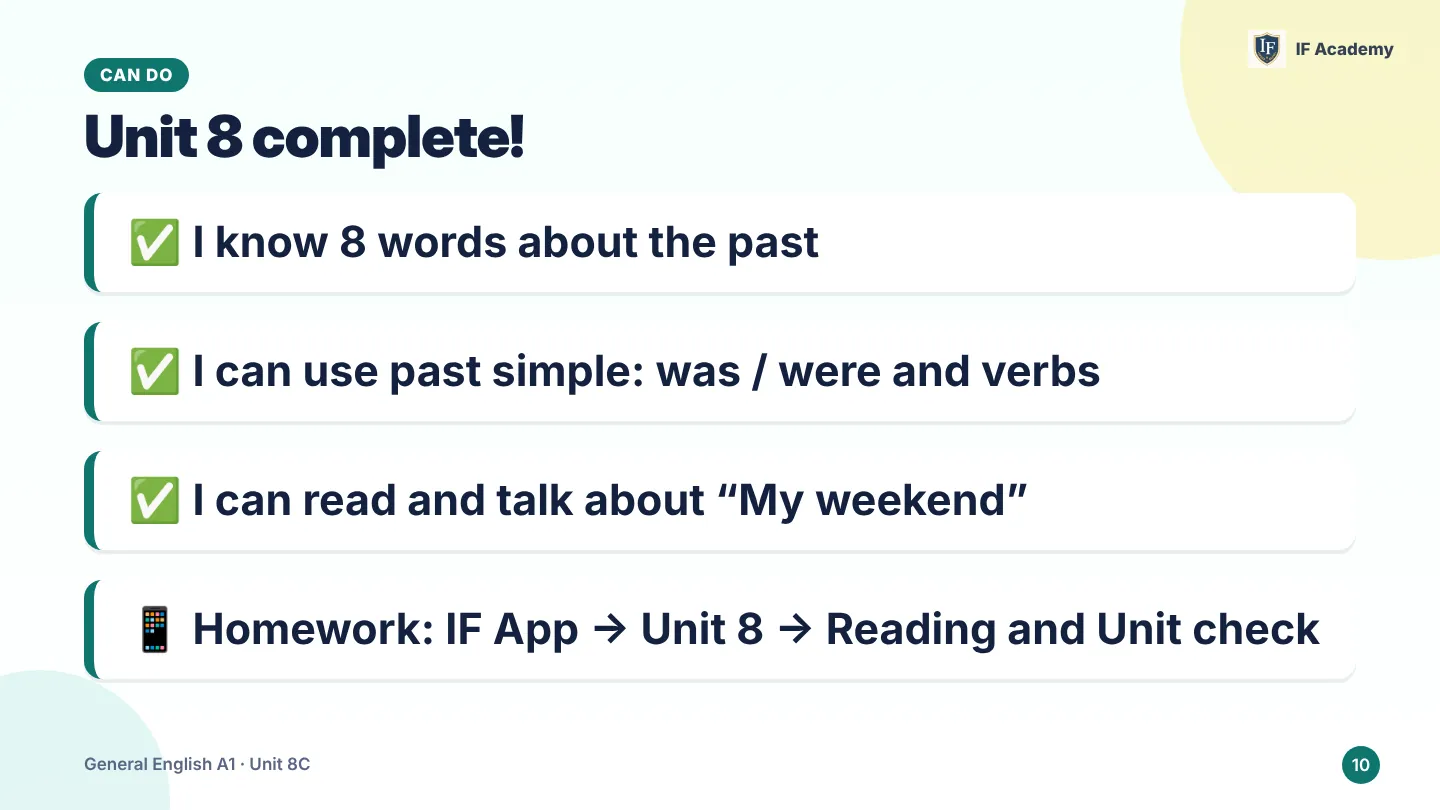 IF
IF Academy
CAN DO
Unit 8 complete!
✅ I know 8 words about the past
✅ I can use past simple: was / were and verbs
✅ I can read and talk about “My weekend”
📱 Homework: IF App → Unit 8 → Reading and Unit check
General English A1 · Unit 8C
10